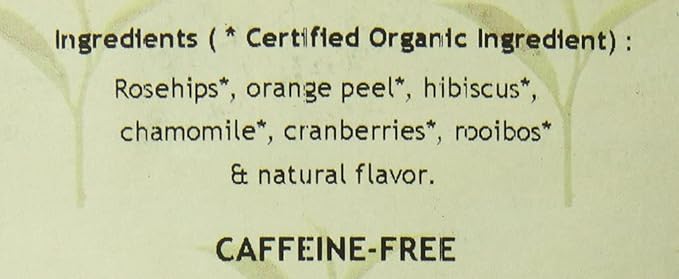 Ingredients ( * Certified Organic Ingredient) :
Rosehips*, orange peel*, hibiscus*,
chamomile*, cranberries*, rooibos*
& natural flavor.
CAFFEINE-FREE